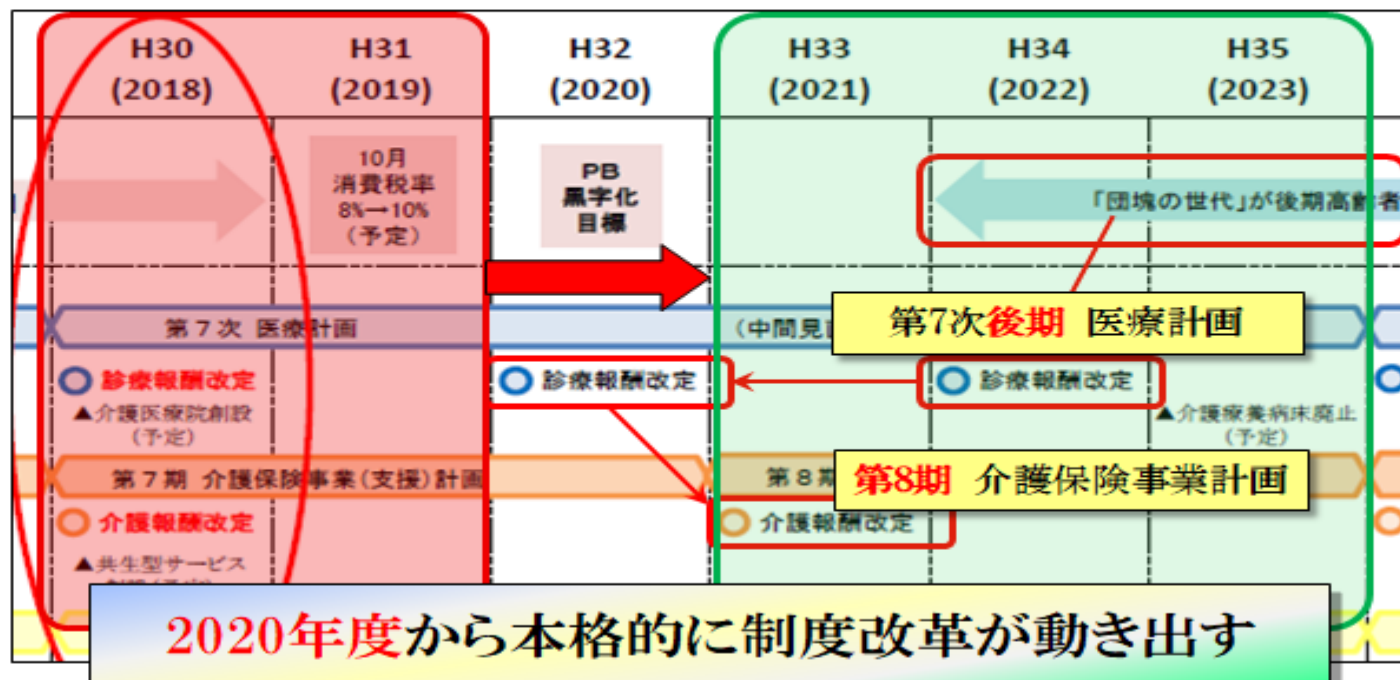 H30 H31 H32 H33 H34 H35
(2018) (2019) (2020) (2021) (2022) (2023)
10月
消費税率
8%→10%
(予定)
PB
黒字化
目標
「団塊の世代」が後期高齢者
第7次 医療計画
(中間見
第7次後期 医療計画
診療報酬改定 診療報酬改定 診療報酬改定
▲介護医療院創設
(予定)
▲介護療養病床廃止
(予定)
第7期 介護保険事業(支援)計画
第8期
第8期 介護保険事業計画
介護報酬改定 介護報酬改定
▲共生型サービス
2020年度から本格的に制度改革が動き出す